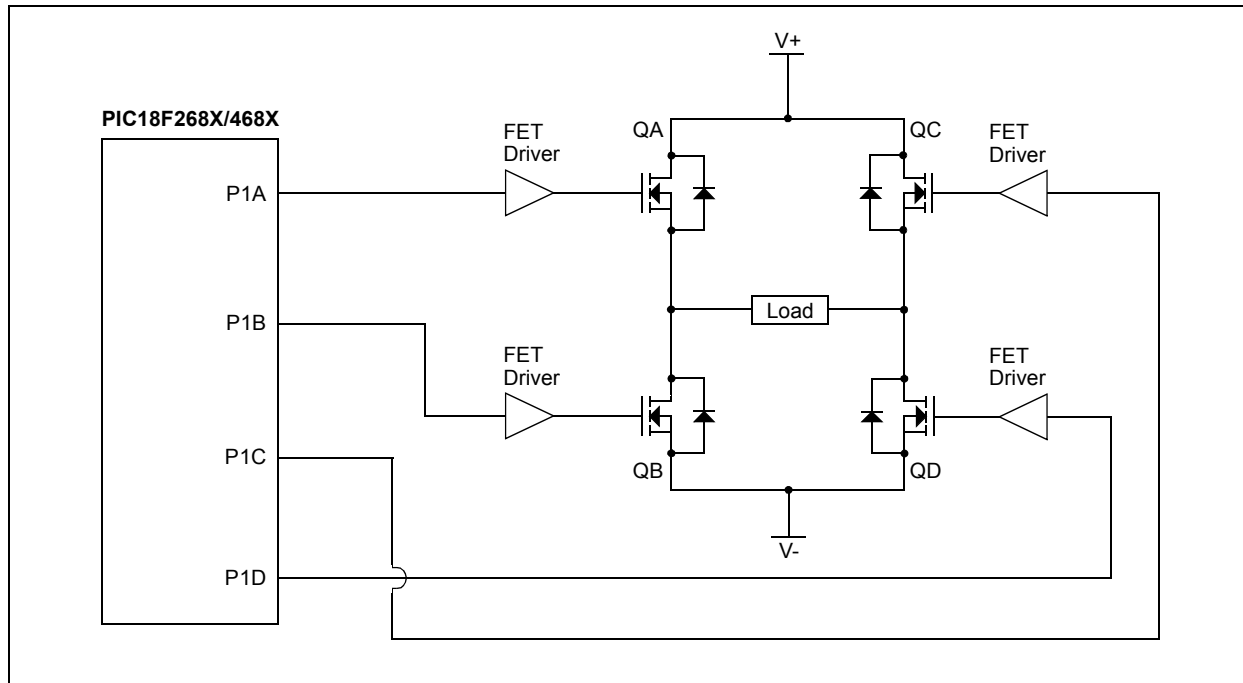 V+
PIC18F268X/468X
FET
Driver
QA
QC
FET
Driver
P1A
Load
P1B
FET
Driver
FET
Driver
P1C
QB
QD
V-
P1D